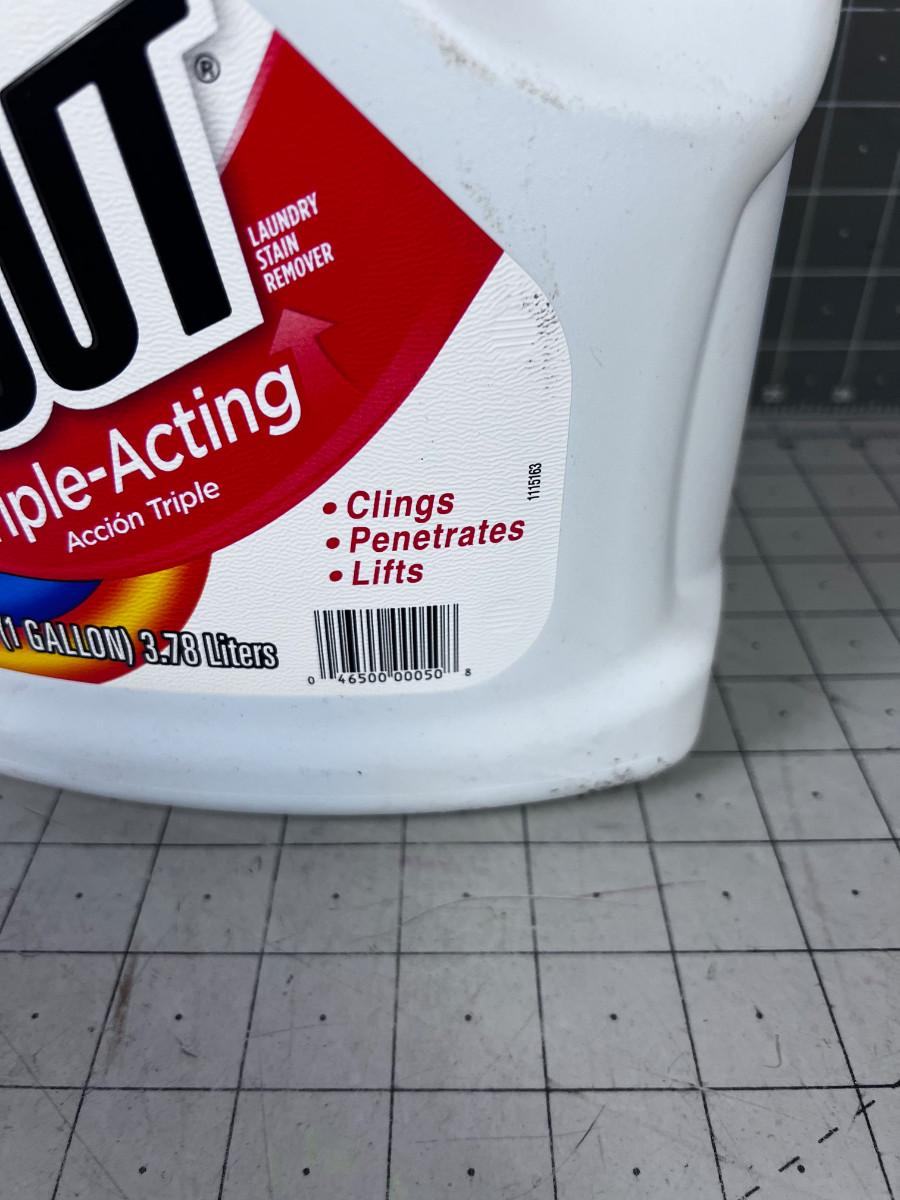 OUT®
LAUNDRY
STAIN
REMOVER
iple-Acting
Acción Triple
1115163
• Clings
• Penetrates
• Lifts
(1 GALLON) 3.78 Liters
0 46500 00050 8